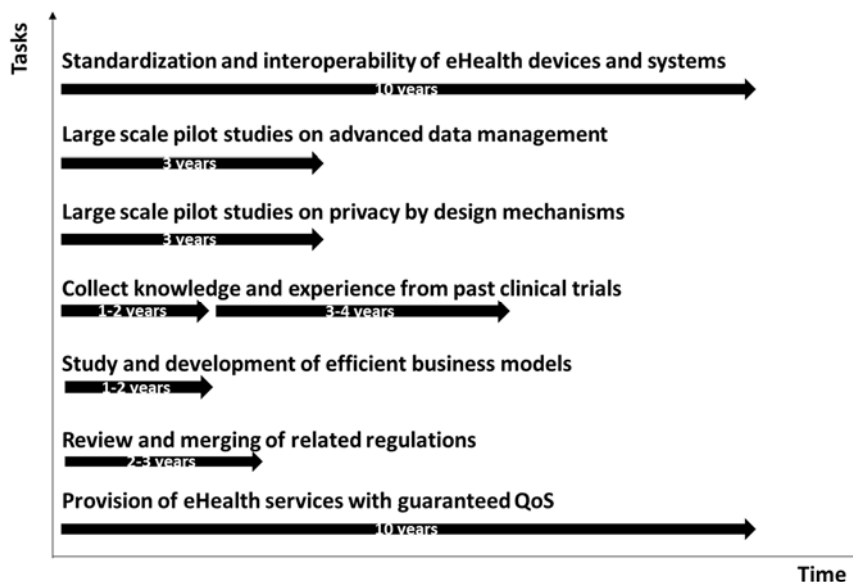 Tasks
Standardization and interoperability of eHealth devices and systems
10 years
Large scale pilot studies on advanced data management
3 years
Large scale pilot studies on privacy by design mechanisms
3 years
Collect knowledge and experience from past clinical trials
1-2 years 3-4 years
Study and development of efficient business models
1-2 years
Review and merging of related regulations
2-3 years
Provision of eHealth services with guaranteed QoS
10 years
Time